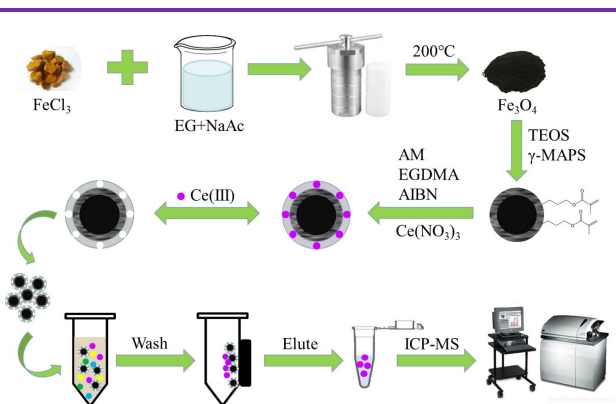 200℃
FeCl₃
EG+NaAc
Fe₃O₄
TEOS
γ-MAPS
AM
EGDMA
AIBN
Ce(NO₃)₃
Ce(III)
O
O
O
O
Wash
Elute
ICP-MS